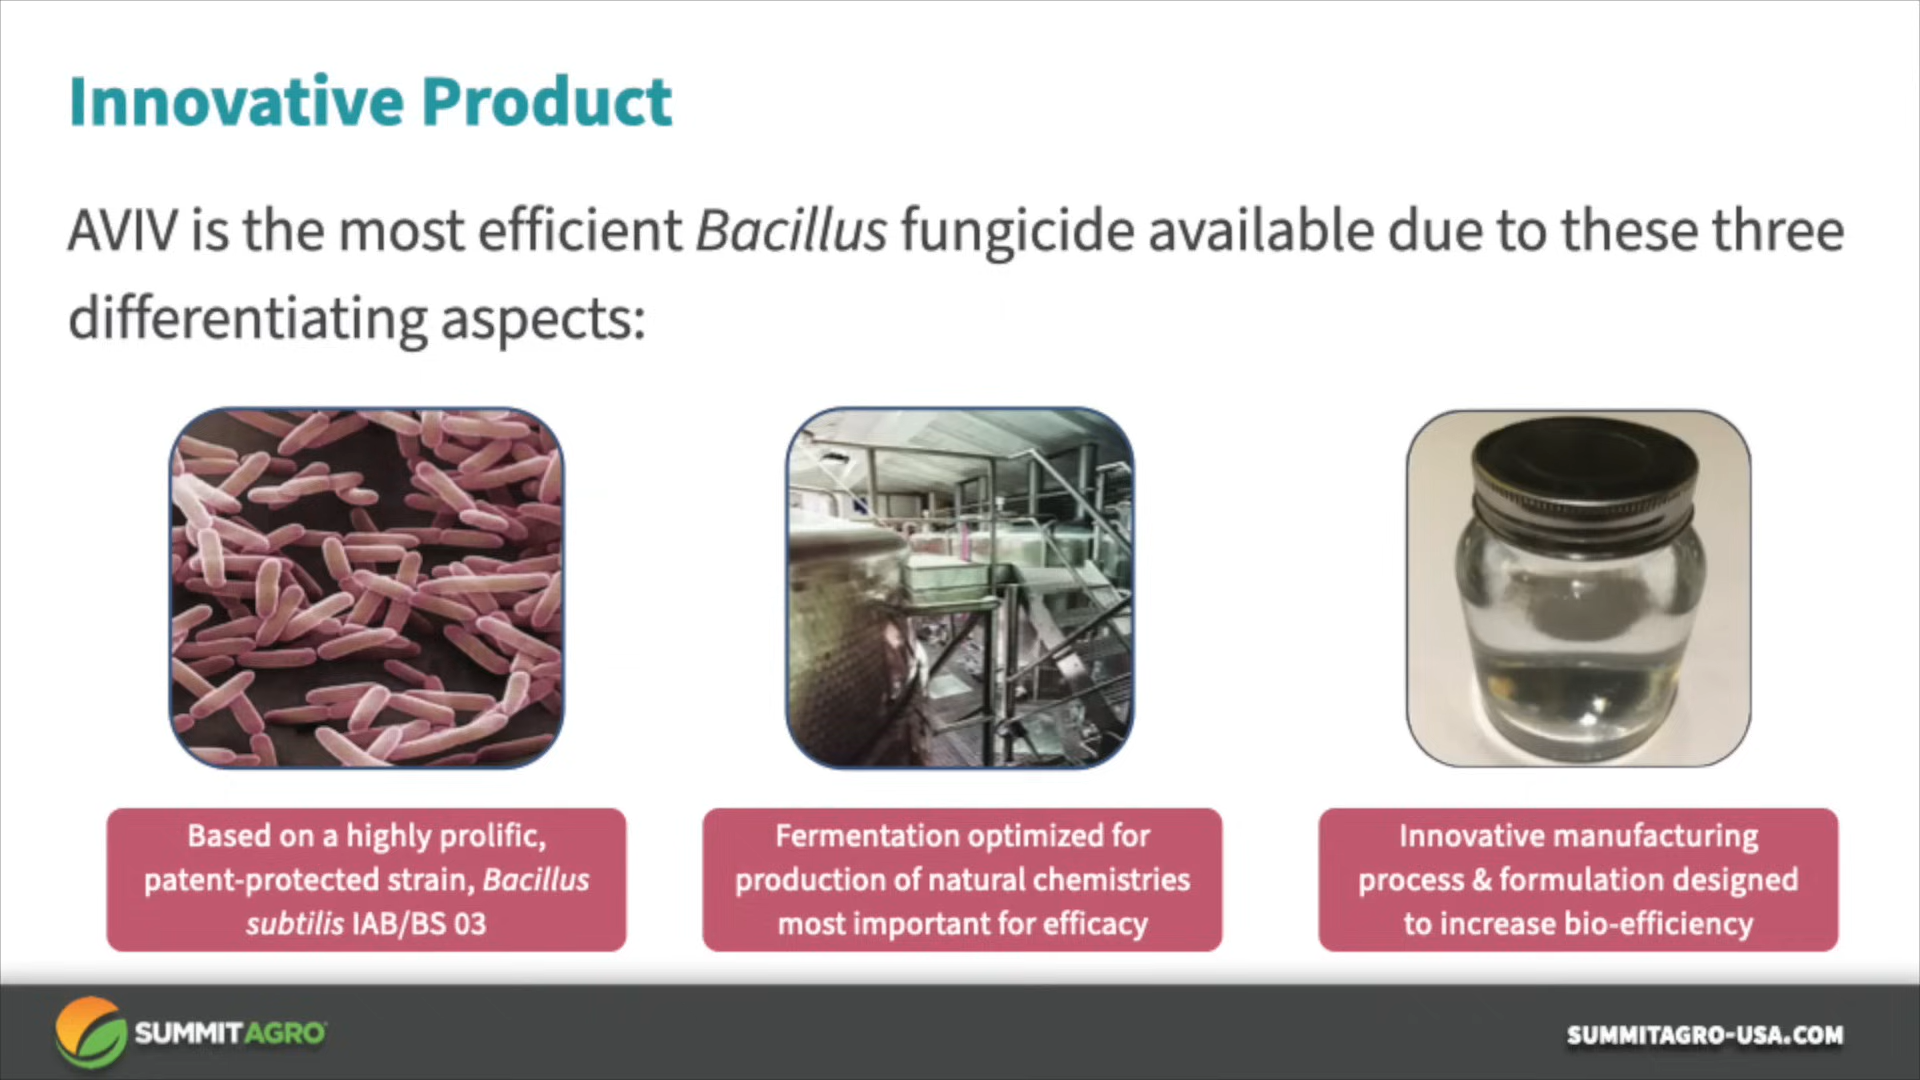 Innovative Product
AVIV is the most efficient Bacillus fungicide available due to these three
differentiating aspects:
Based on a highly prolific,
patent-protected strain, Bacillus
subtilis IAB/BS 03
Fermentation optimized for
production of natural chemistries
most important for efficacy
Innovative manufacturing
process & formulation designed
to increase bio-efficiency
SUMMITAGRO
SUMMITAGRO-USA.COM